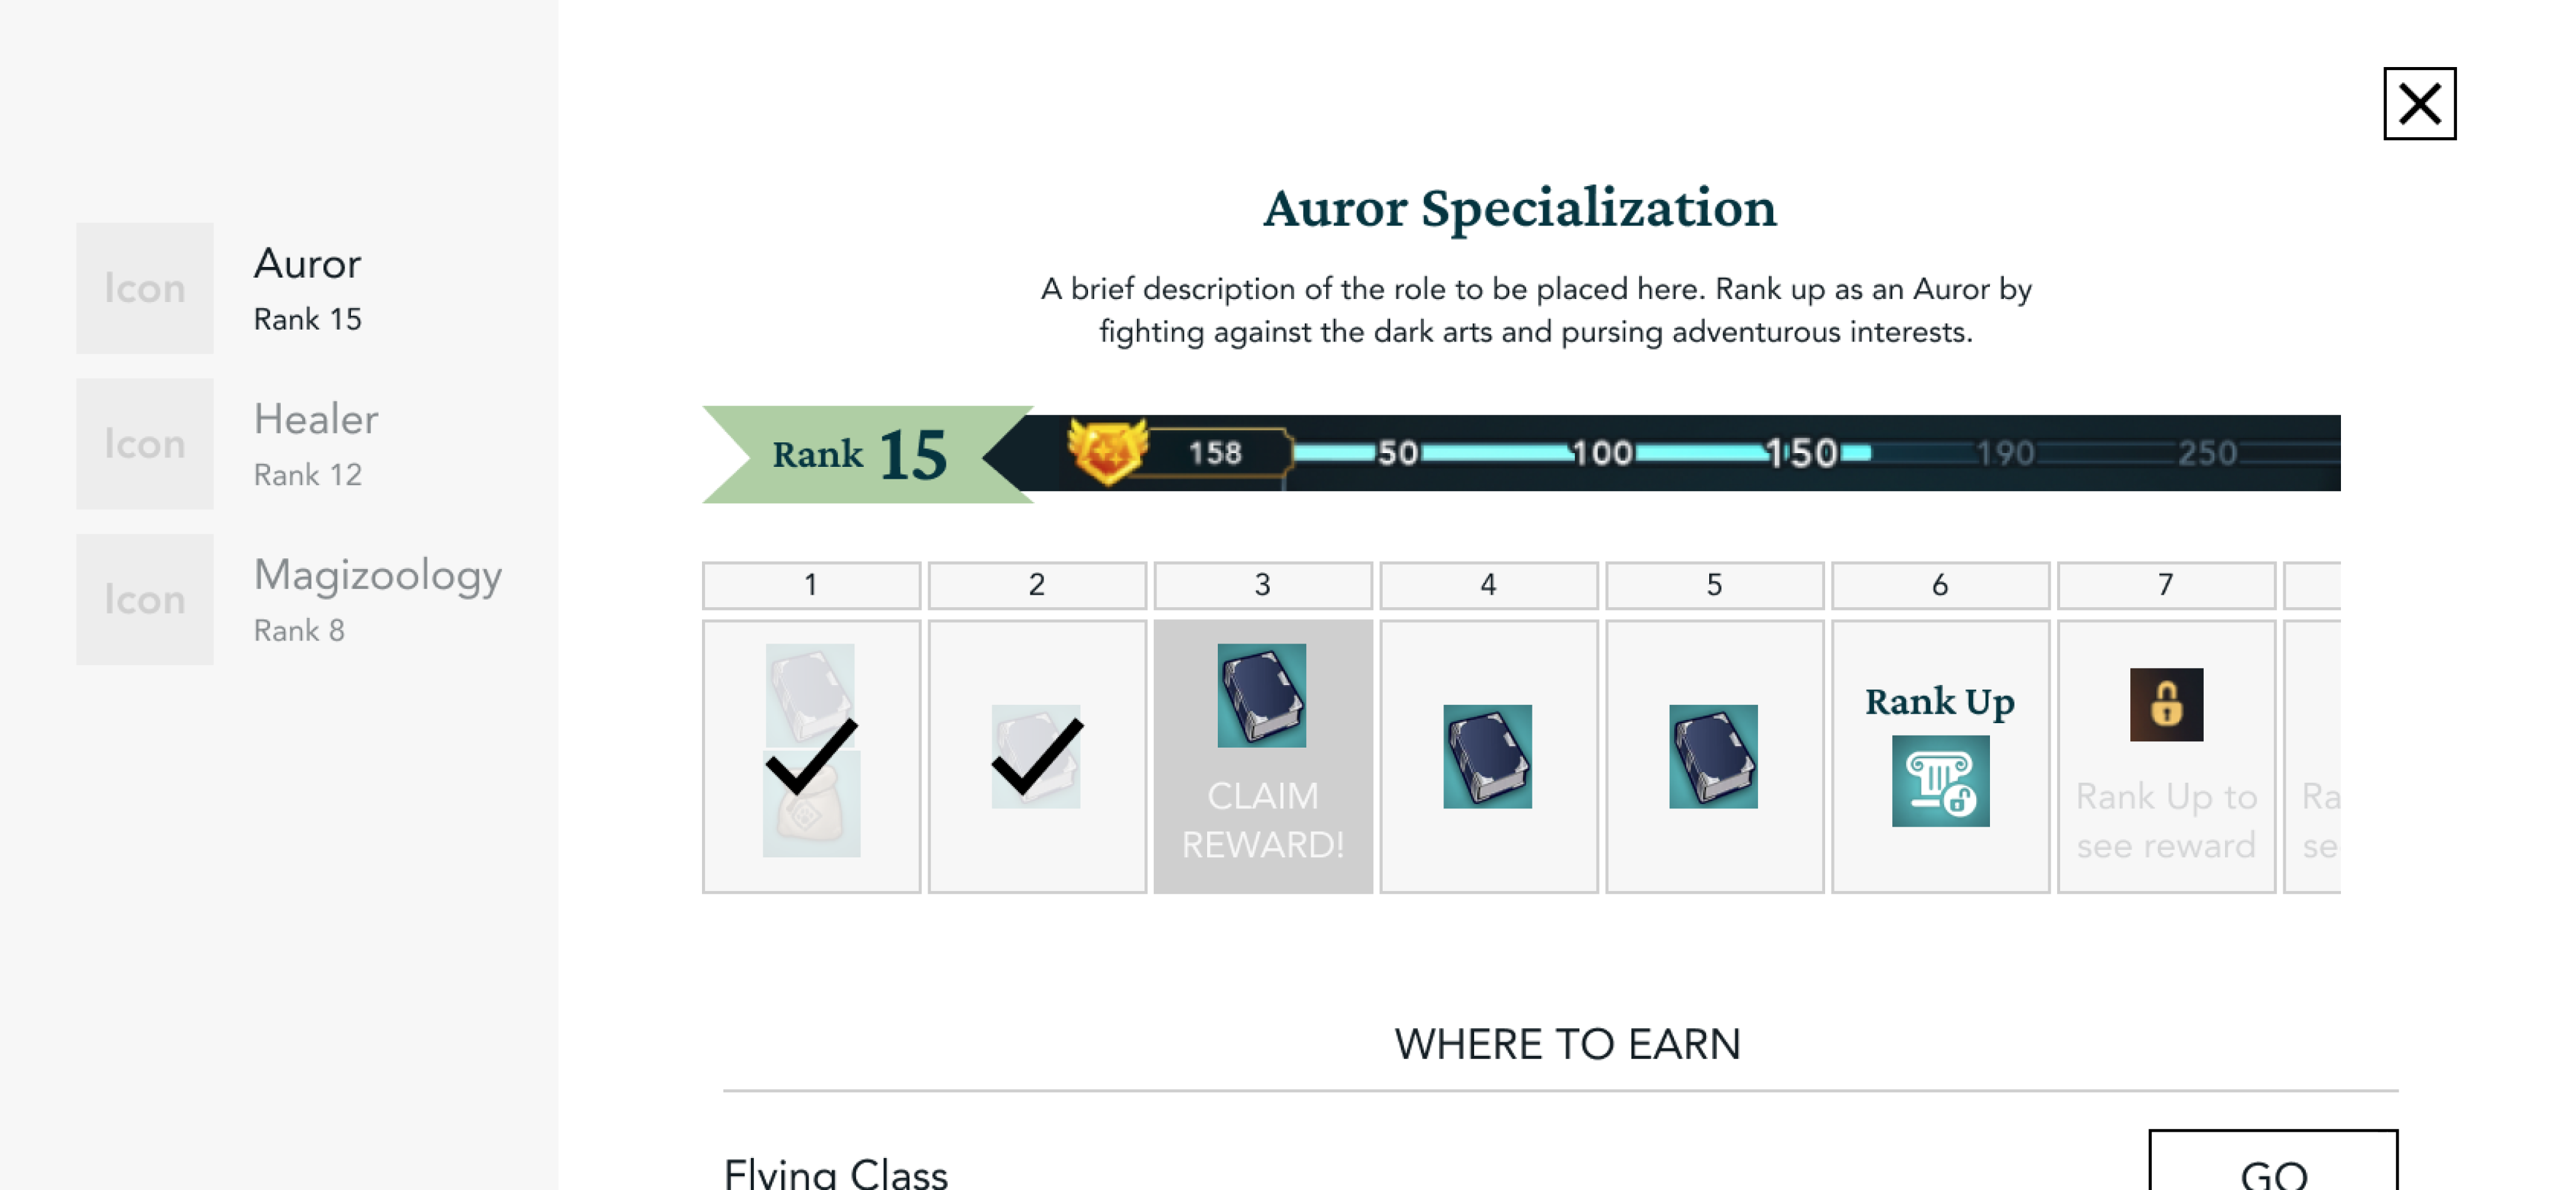 Icon
Auror
Rank 15
Icon
Healer
Rank 12
Icon
Magizoology
Rank 8
Auror Specialization
A brief description of the role to be placed here. Rank up as an Auror by
fighting against the dark arts and pursing adventurous interests.
Rank 15
158 50 100 150 190 250
1 2 3 4 5 6 7
CLAIM
REWARD!
Rank Up
Rank Up to
see reward
Ra
se
WHERE TO EARN
Flying Class
GO